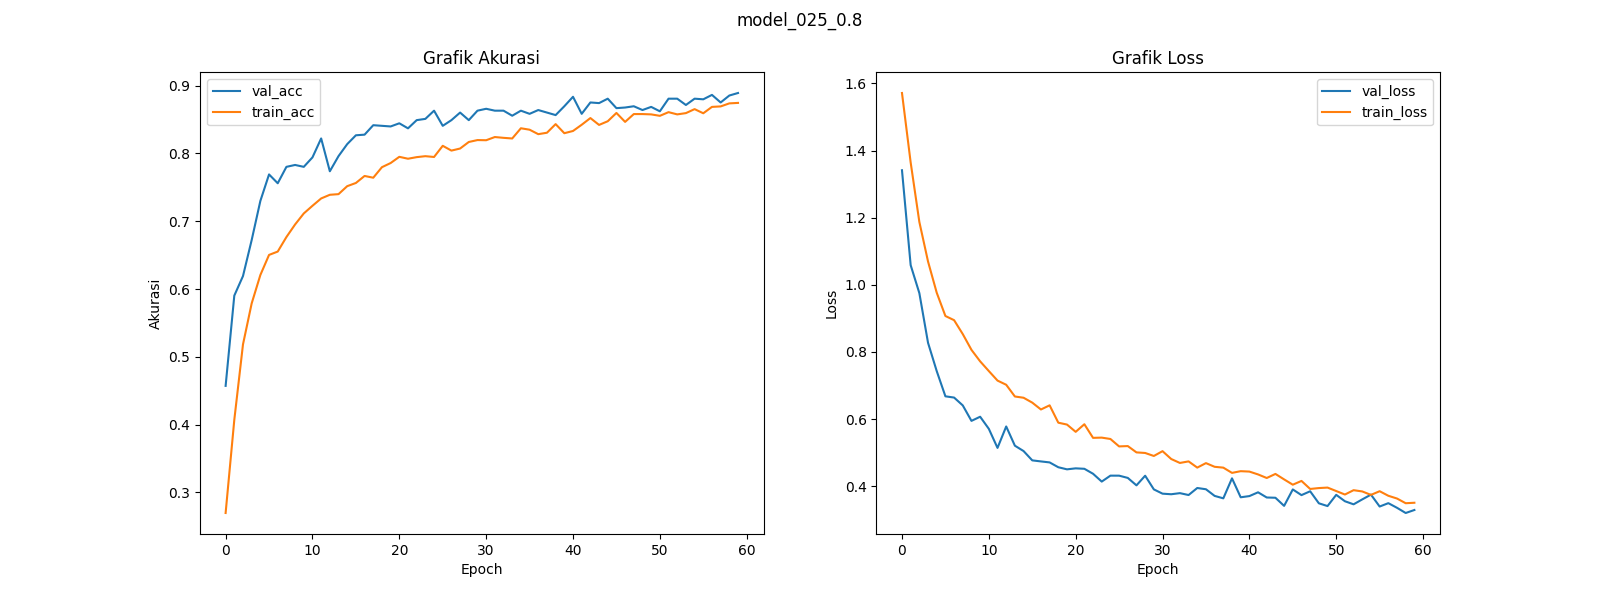 model_025_0.8
Grafik Akurasi
val_acc
train_acc
0.9
0.8
0.7
0.6
0.5
0.4
0.3
Akurasi
0 10 20 30 40 50 60
Epoch
Grafik Loss
val_loss
train_loss
1.6
1.4
1.2
1.0
0.8
0.6
0.4
Loss
0 10 20 30 40 50 60
Epoch